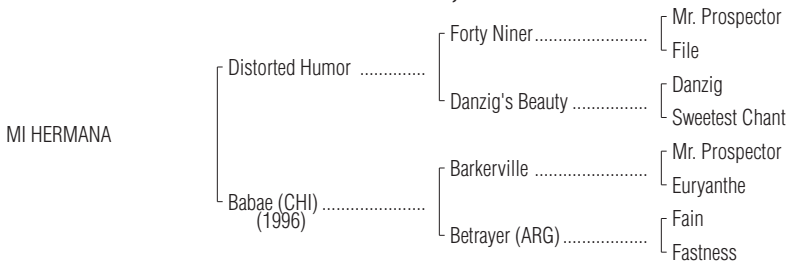 Mr. Prospector
Forty Niner......................
File
Distorted Humor ..............
Danzig
Danzig's Beauty ................
Sweetest Chant
MI HERMANA
Mr. Prospector
Barkerville ........................
Euryanthe
Babae (CHI) ......................
(1996)
Fain
Betrayer (ARG)..................
Fastness